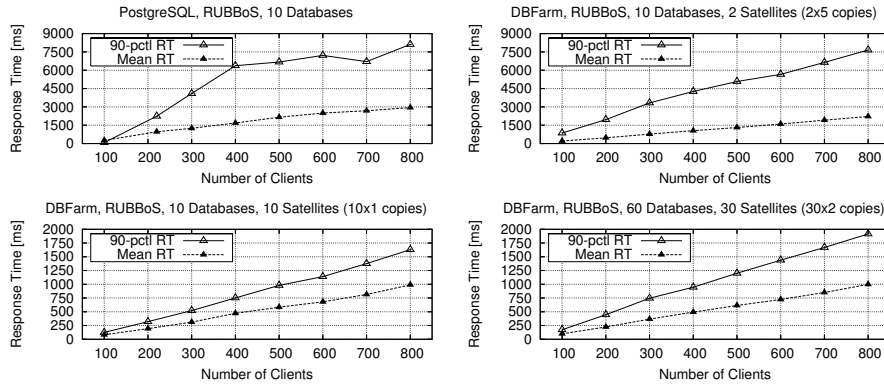 PostgreSQL, RUBBoS, 10 Databases
Response Time [ms]
9000
7500
6000
4500
3000
1500
0
90-pctl RT
Mean RT
100 200 300 400 500 600 700 800
Number of Clients
DBFarm, RUBBoS, 10 Databases, 2 Satellites (2x5 copies)
Response Time [ms]
9000
7500
6000
4500
3000
1500
0
90-pctl RT
Mean RT
100 200 300 400 500 600 700 800
Number of Clients
DBFarm, RUBBoS, 10 Databases, 10 Satellites (10x1 copies)
Response Time [ms]
2000
1750
1500
1250
1000
750
500
250
0
90-pctl RT
Mean RT
100 200 300 400 500 600 700 800
Number of Clients
DBFarm, RUBBoS, 60 Databases, 30 Satellites (30x2 copies)
Response Time [ms]
2000
1750
1500
1250
1000
750
500
250
0
90-pctl RT
Mean RT
100 200 300 400 500 600 700 800
Number of Clients